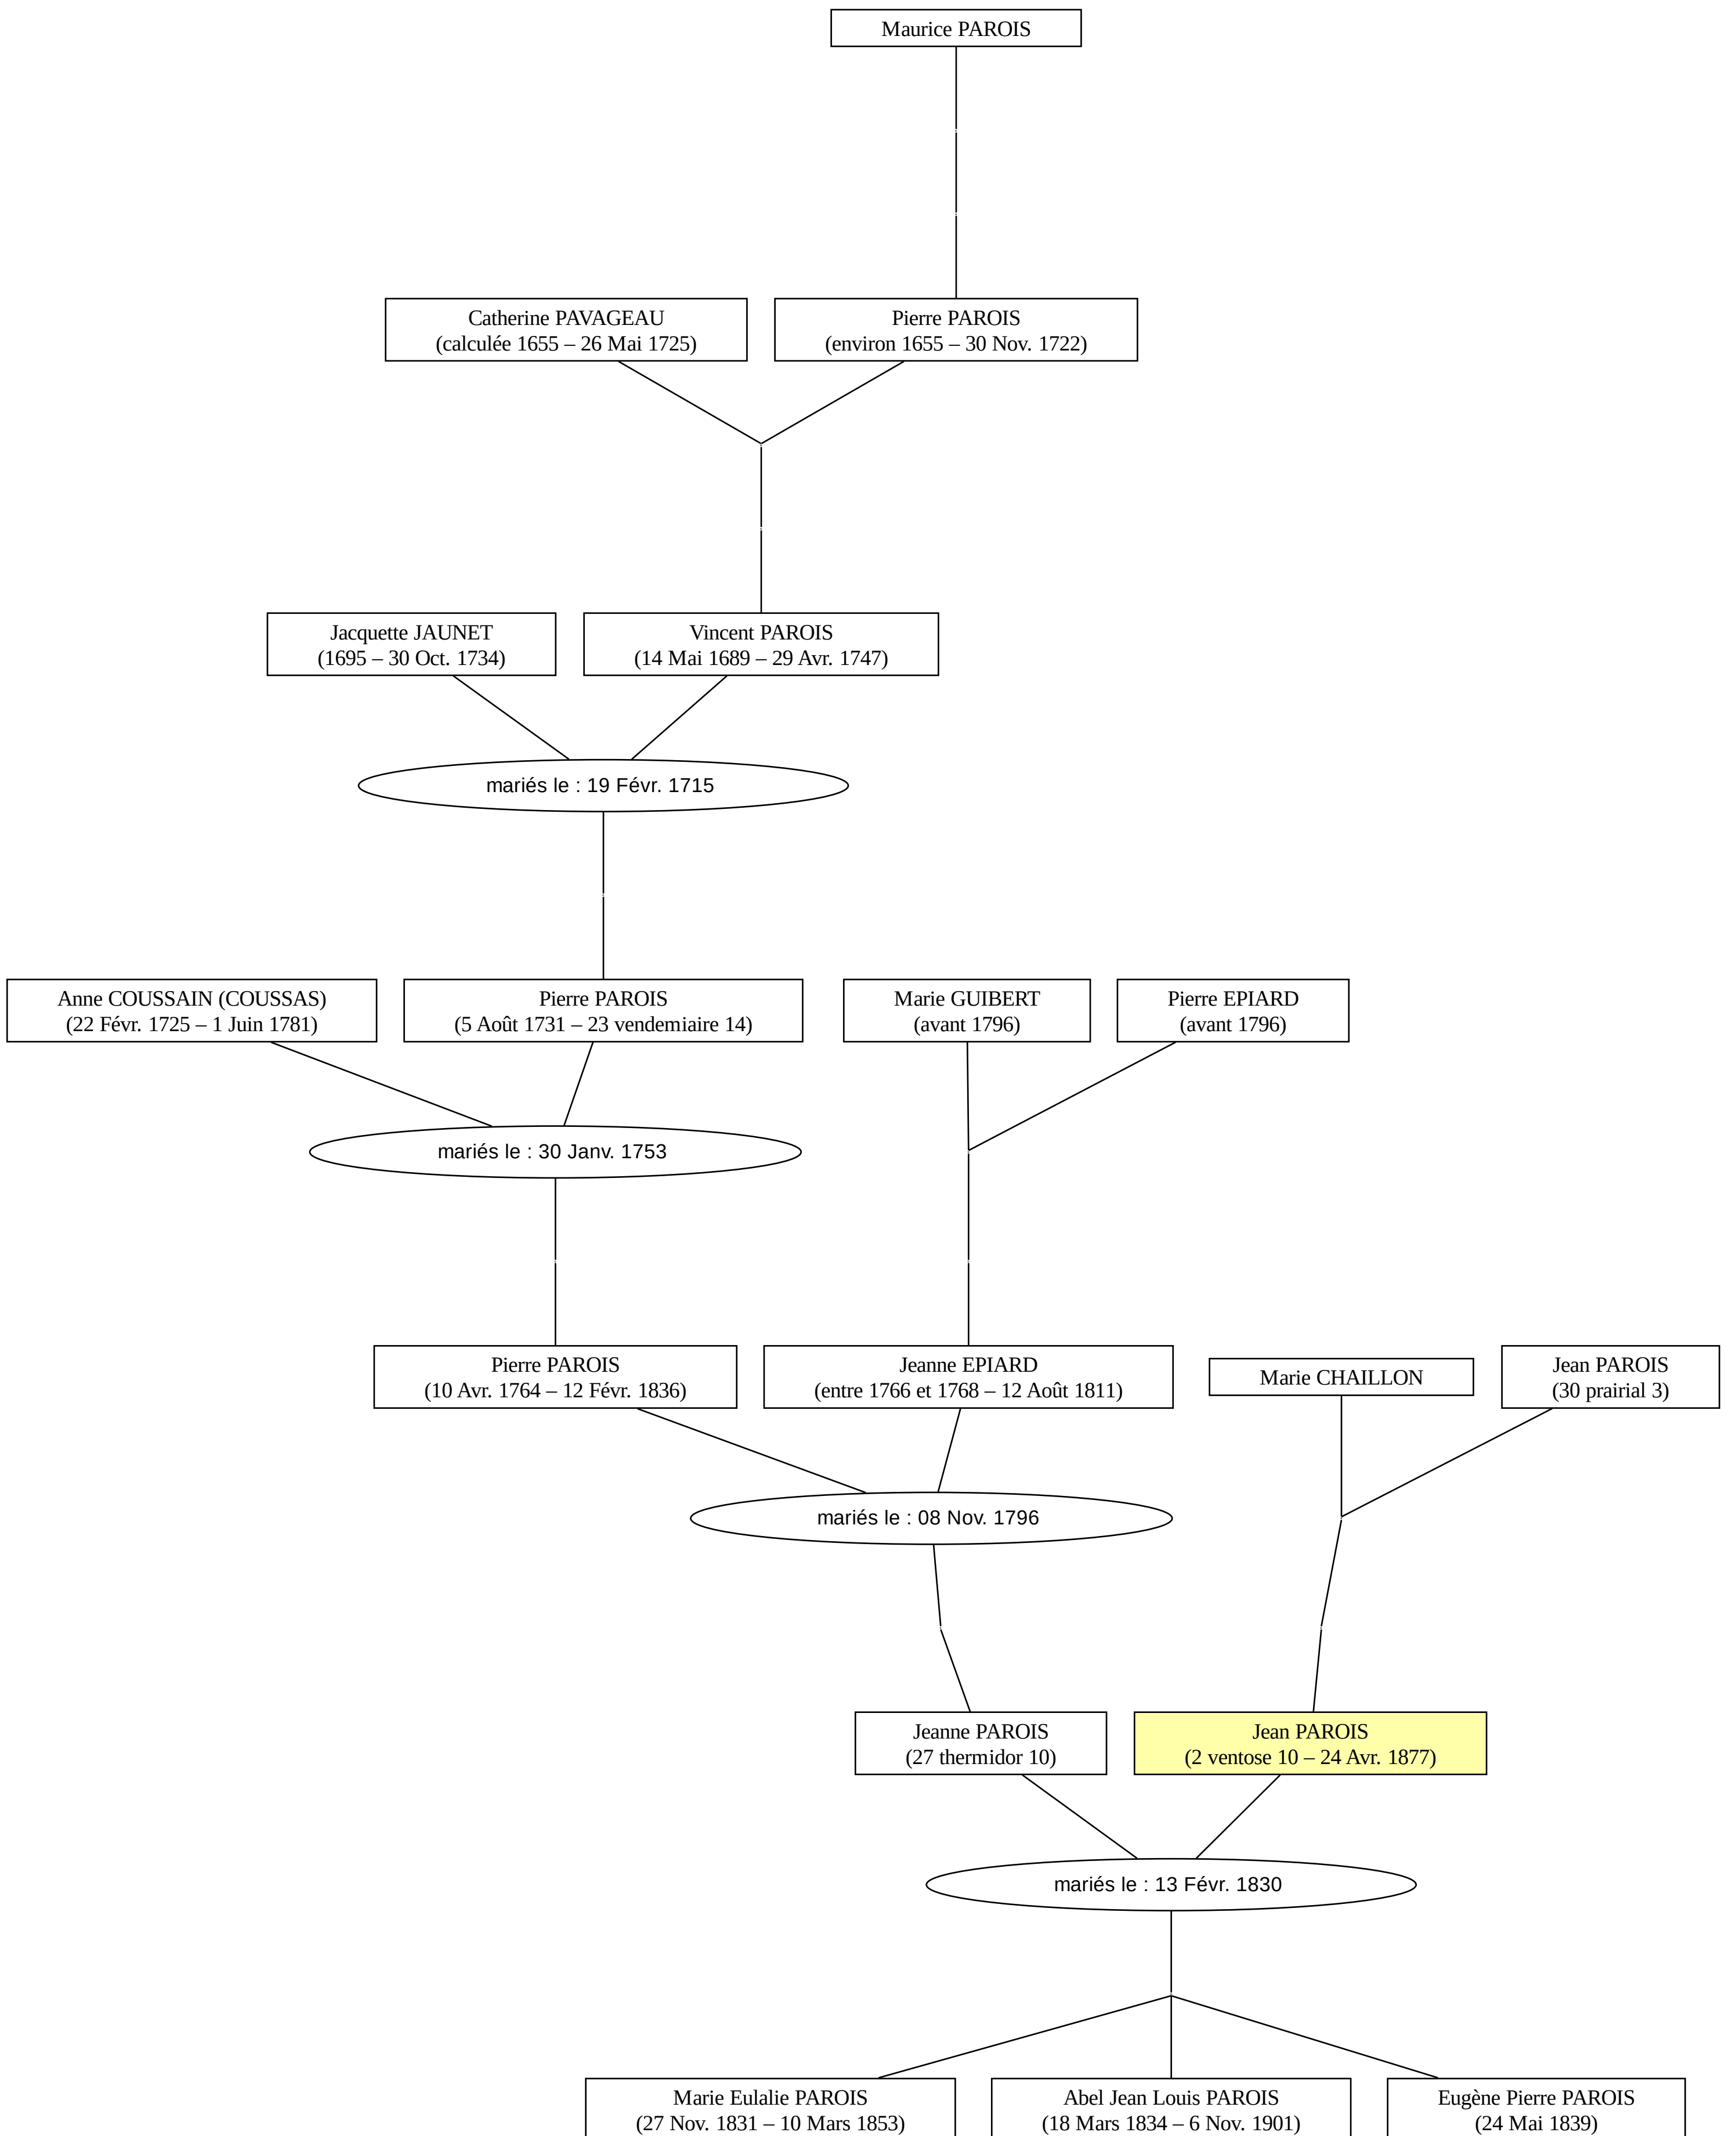 Maurice PAROIS
Catherine PAVAGEAU
(calculée 1655 – 26 Mai 1725)
Pierre PAROIS
(environ 1655 – 30 Nov. 1722)
Jacquette JAUNET
(1695 – 30 Oct. 1734)
Vincent PAROIS
(14 Mai 1689 – 29 Avr. 1747)
mariés le : 19 Févr. 1715
Anne COUSSAIN (COUSSAS)
(22 Févr. 1725 – 1 Juin 1781)
Pierre PAROIS
(5 Août 1731 – 23 vendemiaire 14)
Marie GUIBERT
(avant 1796)
Pierre EPIARD
(avant 1796)
mariés le : 30 Janv. 1753
Pierre PAROIS
(10 Avr. 1764 – 12 Févr. 1836)
Jeanne EPIARD
(entre 1766 et 1768 – 12 Août 1811)
Marie CHAILLON
Jean PAROIS
(30 prairial 3)
mariés le : 08 Nov. 1796
Jeanne PAROIS
(27 thermidor 10)
Jean PAROIS
(2 ventose 10 – 24 Avr. 1877)
mariés le : 13 Févr. 1830
Marie Eulalie PAROIS
(27 Nov. 1831 – 10 Mars 1853)
Abel Jean Louis PAROIS
(18 Mars 1834 – 6 Nov. 1901)
Eugène Pierre PAROIS
(24 Mai 1839)